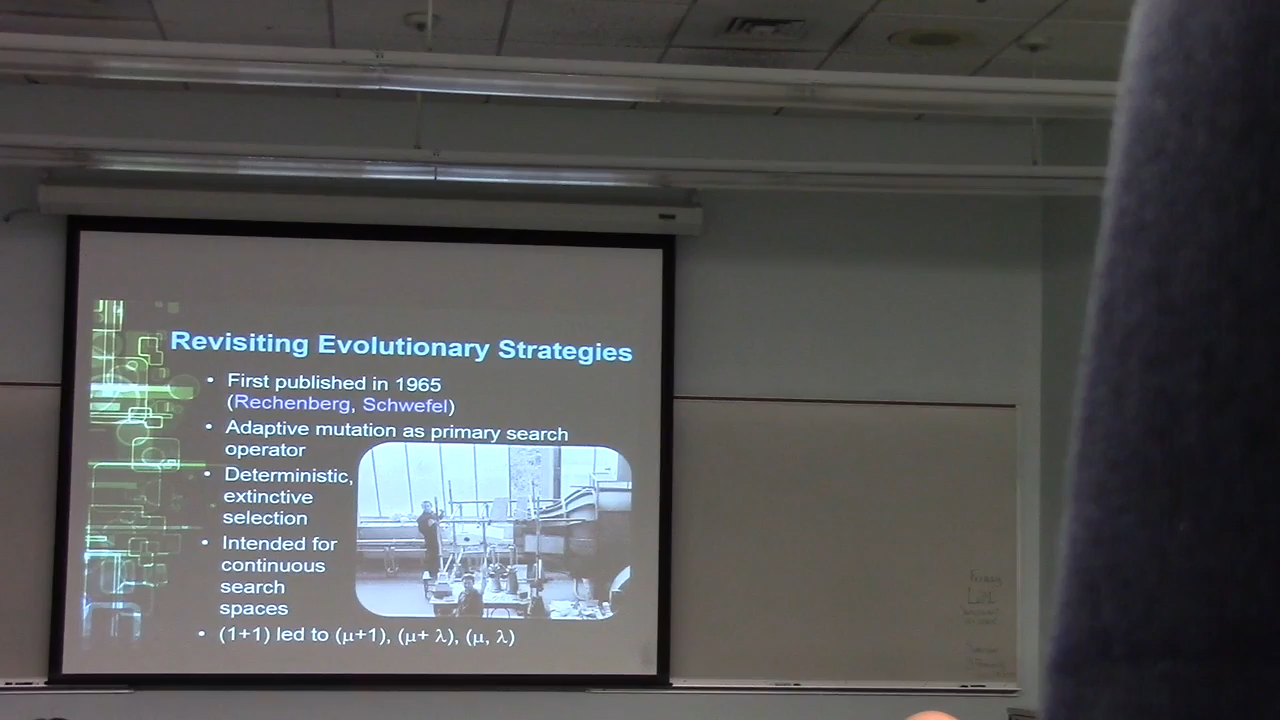 Revisiting Evolutionary Strategies
• First published in 1965
(Rechenberg, Schwefel)
• Adaptive mutation as primary search
operator
• Deterministic,
extinctive
selection
• Intended for
continuous
search
spaces
• (1+1) led to (μ+1), (μ+ λ), (μ, λ)